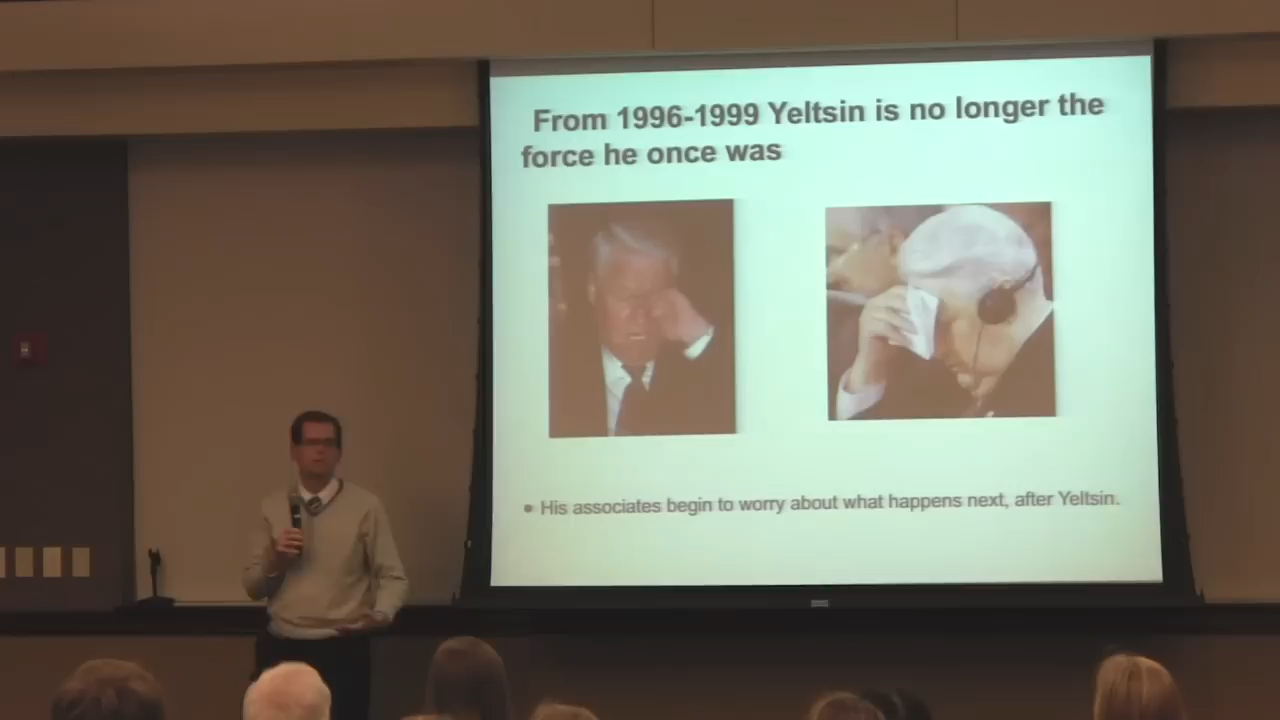 From 1996-1999 Yeltsin is no longer the
force he once was
• His associates begin to worry about what happens next, after Yeltsin.